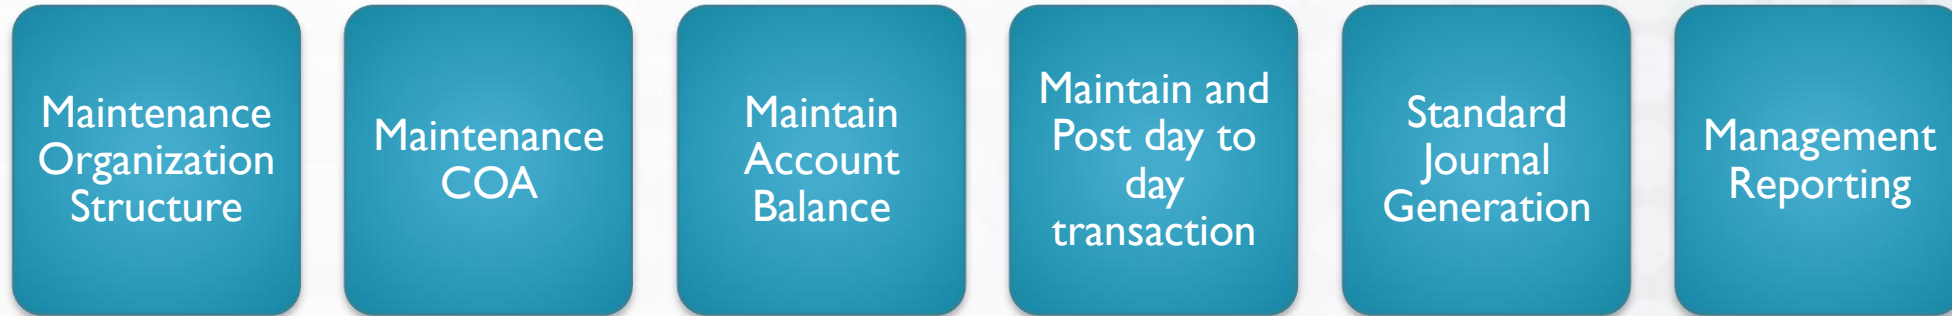 Maintenance
Organization
Structure
Maintenance
COA
Maintain
Account
Balance
Maintain and
Post day to
day
transaction
Standard
Journal
Generation
Management
Reporting